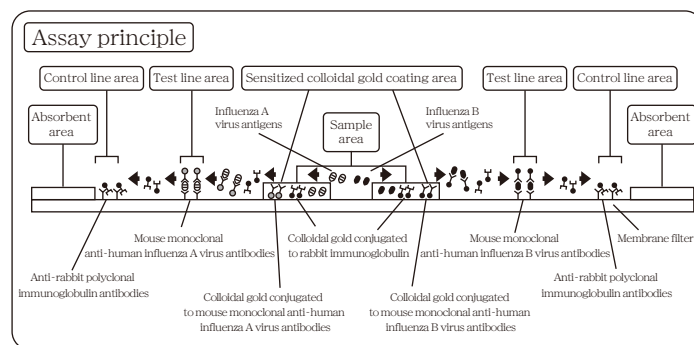 Assay principle
Control line area
Test line area
Sensitized colloidal gold coating area
Test line area
Control line area
Absorbent
area
Influenza A
virus antigens
Sample
area
Influenza B
virus antigens
Absorbent
area
Mouse monoclonal
anti-human influenza A virus antibodies
Colloidal gold conjugated
to rabbit immunoglobulin
Mouse monoclonal
anti-human influenza B virus antibodies
Membrane filter
Anti-rabbit polyclonal
immunoglobulin antibodies
Colloidal gold conjugated
to mouse monoclonal anti-human
influenza A virus antibodies
Colloidal gold conjugated
to mouse monoclonal anti-human
influenza B virus antibodies
Anti-rabbit polyclonal
immunoglobulin antibodies